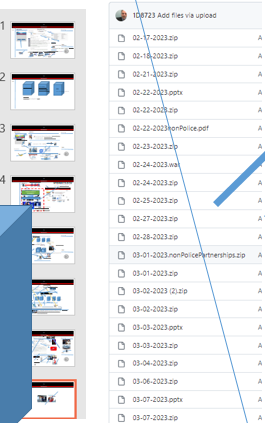 1
1D8723 Add files via upload
02-17-2023.zip
02-18-2023.zip
2
02-21-2023.zip
02-22-2023.pptx
02-22-2023.zip
02-22-2023nonPolice.pdf
3
02-23-2023.zip
02-24-2023.wav
4
02-24-2023.zip
02-25-2023.zip
02-27-2023.zip
02-28-2023.zip
03-01-2023.nonPolicePartnerships.zip
03-01-2023.zip
03-02-2023 (2).zip
03-02-2023.zip
03-03-2023.pptx
03-03-2023.zip
03-04-2023.zip
03-06-2023.zip
03-07-2023.pptx
03-07-2023.zip